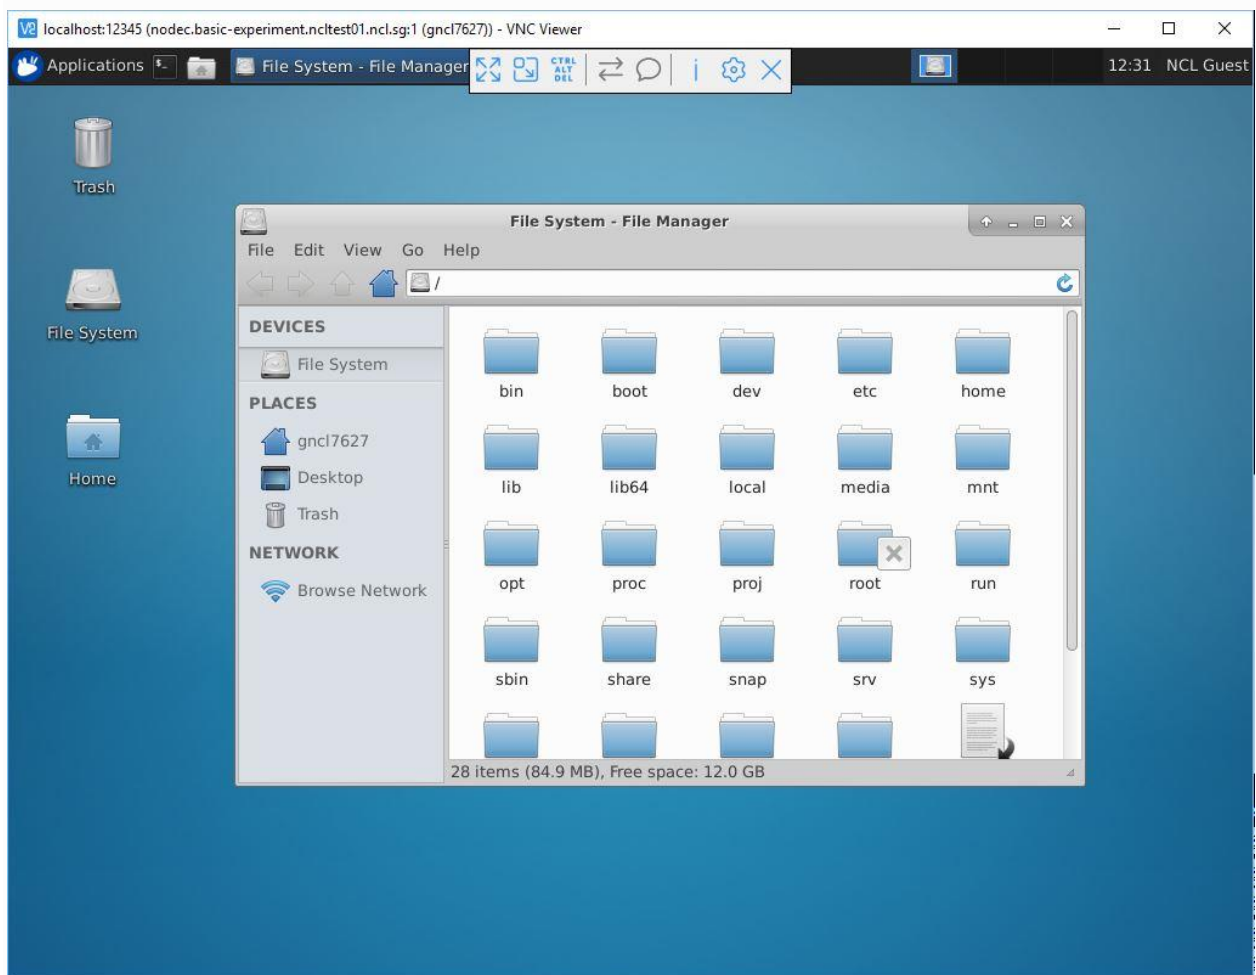 localhost:12345 (nodec.basic-experiment.ncltest01.ncl.sg:1 (gncl7627)) - VNC Viewer
Applications File System - File Manager CTRL ALT DEL 12:31 NCL Guest
Trash
File System
Home
File System - File Manager
File Edit View Go Help
/
DEVICES
File System
PLACES
gncl7627
Desktop
Trash
NETWORK
Browse Network
bin boot dev etc home
lib lib64 local media mnt
opt proc proj root run
sbin share snap srv sys
28 items (84.9 MB), Free space: 12.0 GB